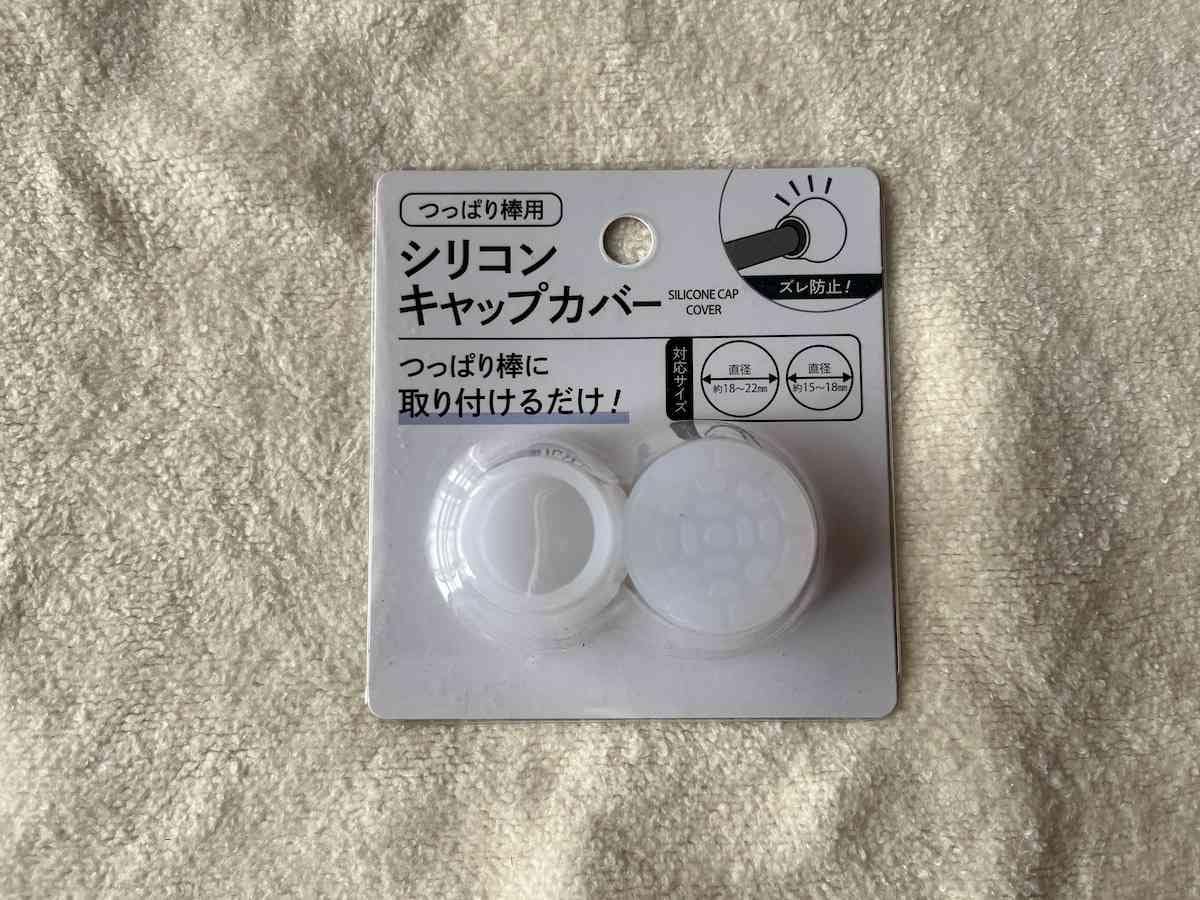 つっぱり棒用
シリコン
キャップカバー
SILICONE CAP
COVER
ズレ防止!
つっぱり棒に
取り付けるだけ!
対応サイズ
直径
約18〜22㎜
直径
約15〜18㎜